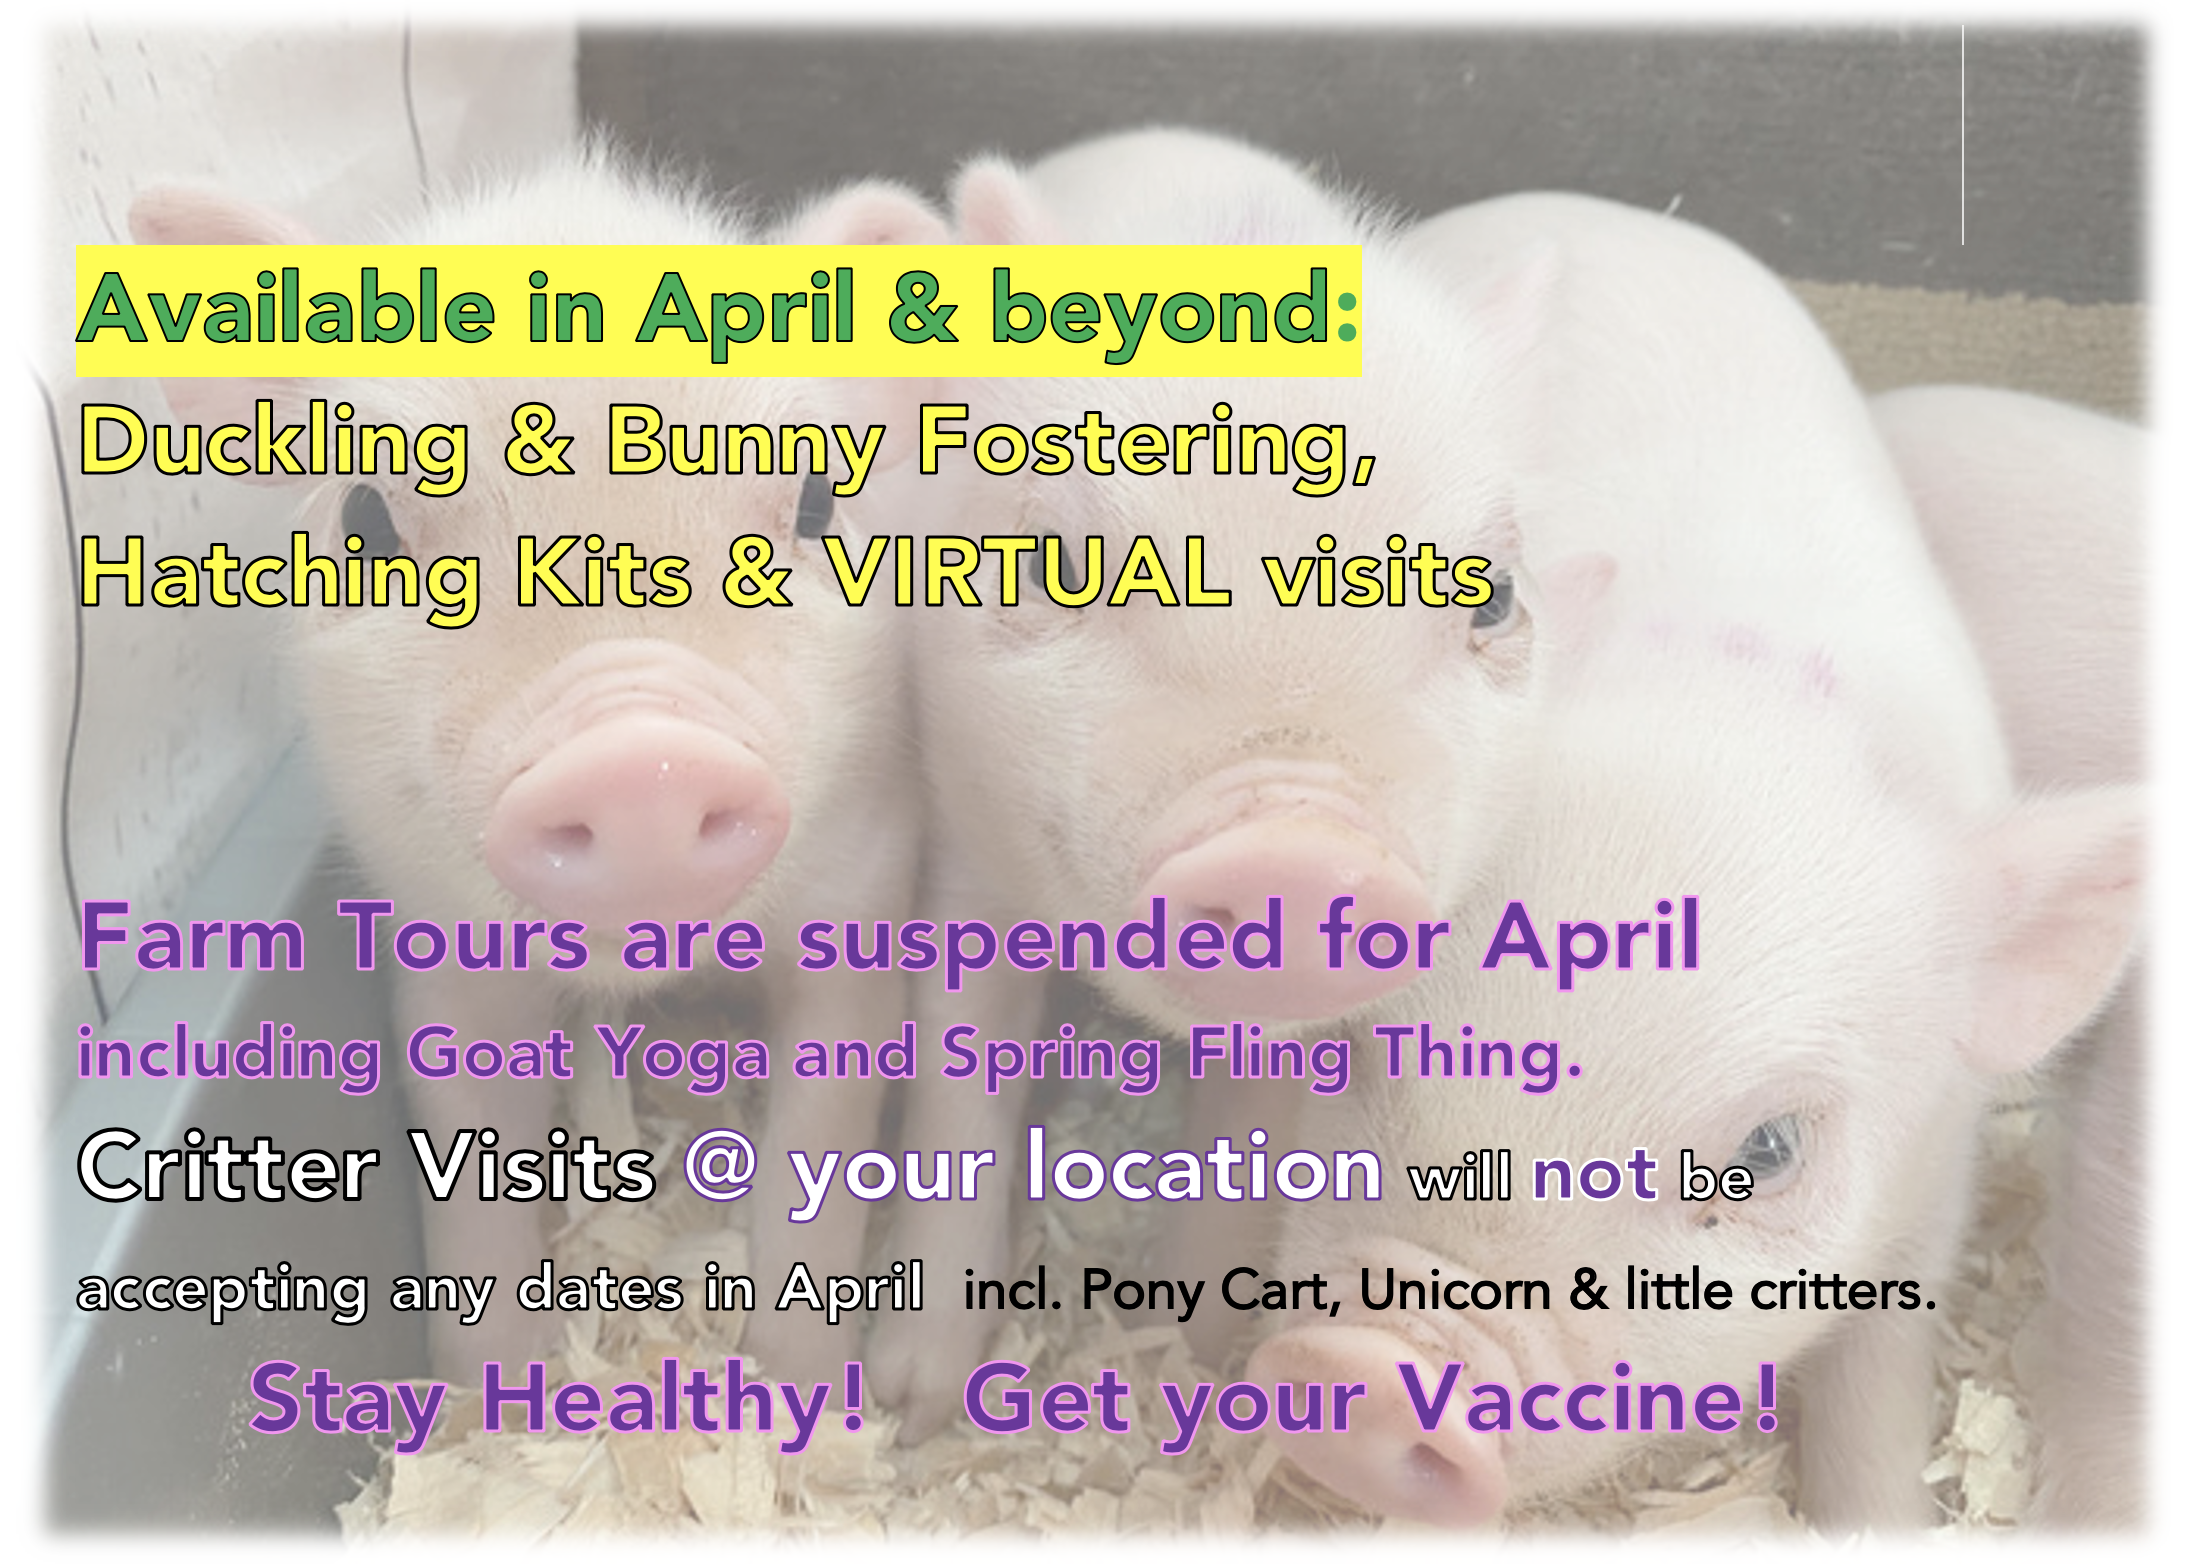 Available in April & beyond:
Duckling & Bunny Fostering,
Hatching Kits & VIRTUAL visits
Farm Tours are suspended for April
including Goat Yoga and Spring Fling Thing.
Critter Visits @ your location will not be
accepting any dates in April incl. Pony Cart, Unicorn & little critters.
Stay Healthy! Get your Vaccine!